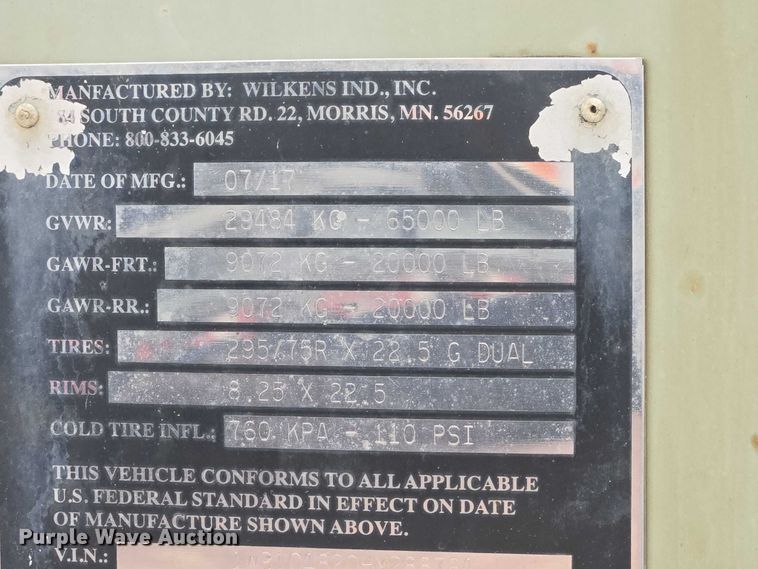 MANFACTURED BY: WILKENS IND., INC.
SOUTH COUNTY RD. 22, MORRIS, MN. 56267
PHONE: 800-833-6045
DATE OF MFG.: 07/17
GVWR: 29484 KG - 65000 LB
GAWR-FRT.: 9072 KG - 20000 LB
GAWR-RR.: 9072 KG - 20000 LB
TIRES: 295/75R X 22.5 G DUAL
RIMS: 8.25 X 22.5
COLD TIRE INFL.: 760 KPA - 110 PSI
THIS VEHICLE CONFORMS TO ALL APPLICABLE
U.S. FEDERAL STANDARD IN EFFECT ON DATE
OF MANUFACTURE SHOWN ABOVE.
V.I.N.:
Purple Wave Auction